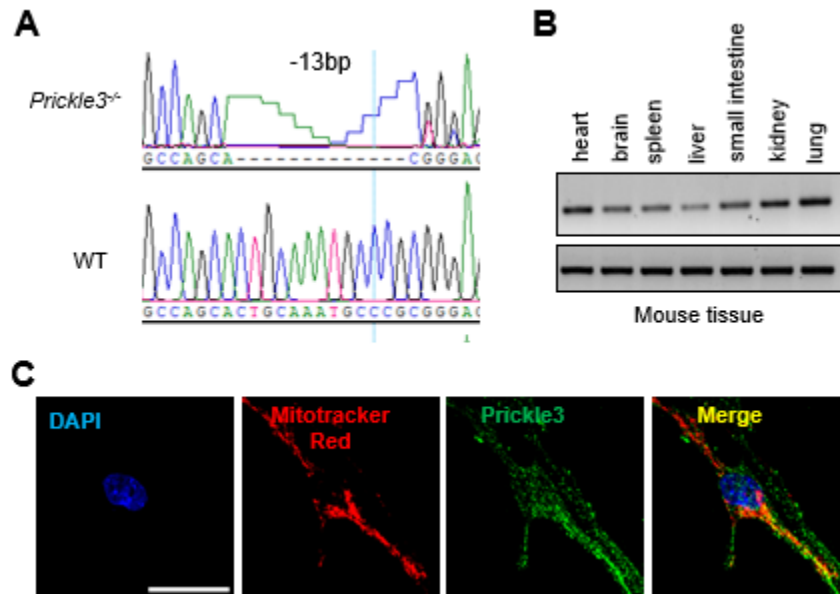 A
-13bp
Prickle3-/-
GCCAGCA-------------CGGGAG
WT
GCCAGCACTGCAAATGCCCGCGGGAG
B
heart
brain
spleen
liver
small intestine
kidney
lung
Mouse tissue
C
DAPI
Mitotracker
Red
Prickle3
Merge